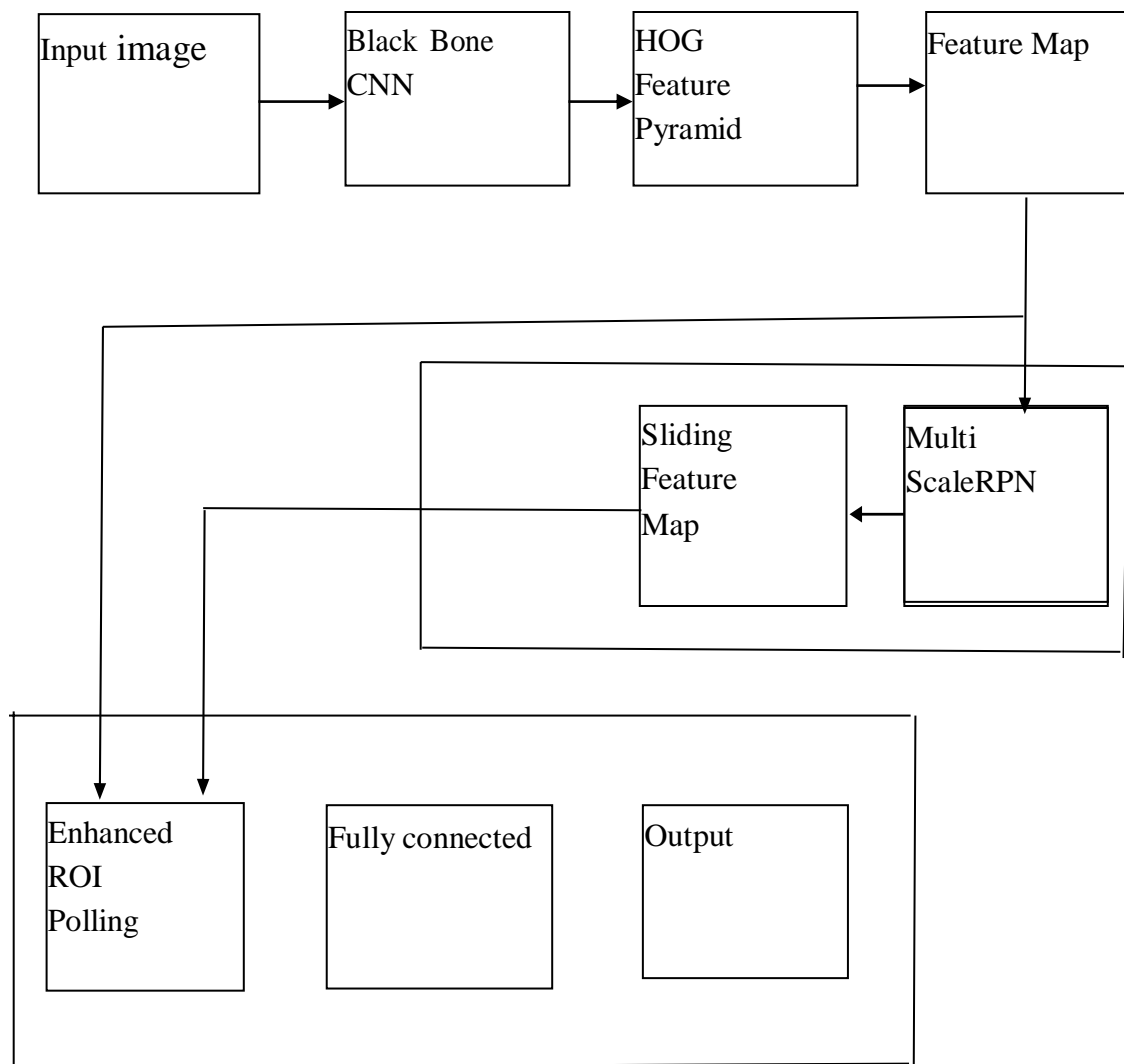 Input image
Black Bone
CNN
HOG
Feature
Pyramid
Feature Map
Sliding
Feature
Map
Multi
ScaleRPN
Enhanced
ROI
Polling
Fully connected
Output